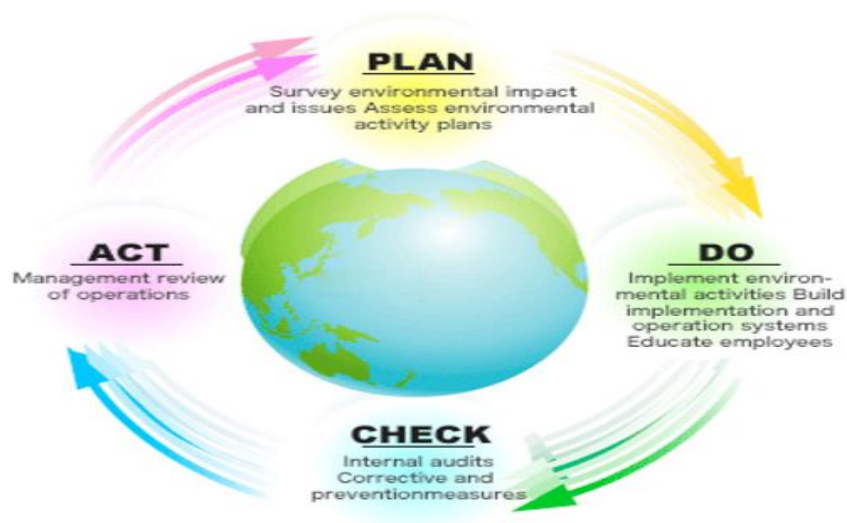 PLAN
Survey environmental impact
and issues Assess environmental
activity plans
ACT
Management review
of operations
DO
Implement environ-
mental activities Build
implementation and
operation systems
Educate employees
CHECK
Internal audits
Corrective and
preventionmeasures